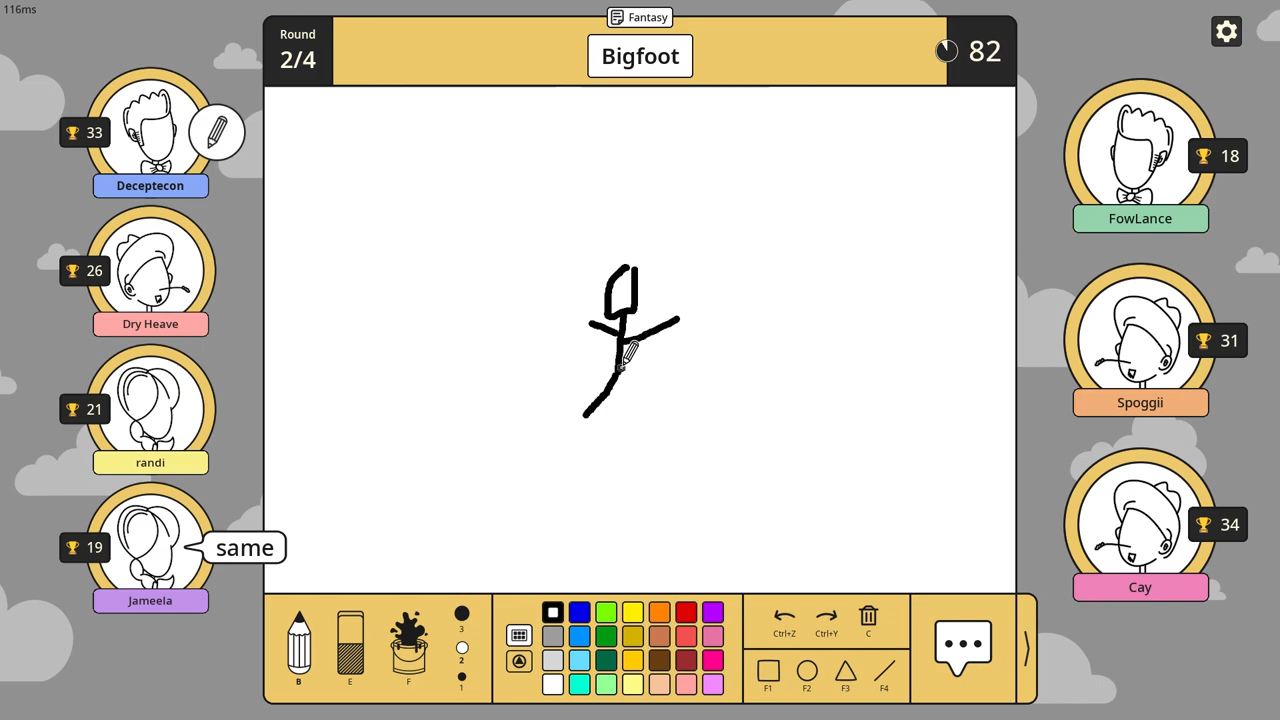 116ms
Fantasy
Round
2/4
Bigfoot
82
33
Deceptecon
26
Dry Heave
21
randi
19
same
Jameela
18
FowLance
31
Spoggii
34
Cay
B
E
F
3
2
1
Ctrl+Z
Ctrl+Y
C
F1
F2
F3
F4